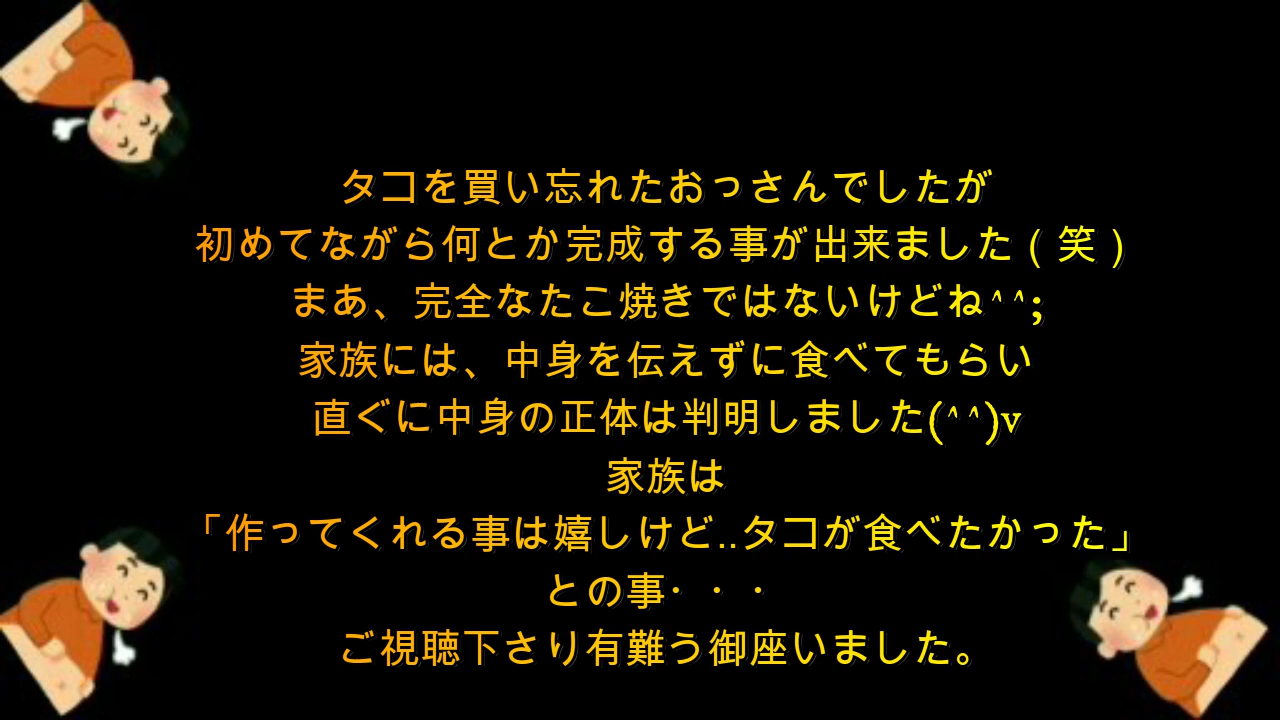 タコを買い忘れたおっさんでしたが
初めてながら何とか完成する事が出来ました(笑)
まあ、完全なたこ焼きではないけどね^^;
家族には、中身を伝えずに食べてもらい
直ぐに中身の正体は判明しました(^^)v
家族は
「作ってくれる事は嬉しけど..タコが食べたかった」
との事・・・
ご視聴下さり有難う御座いました。